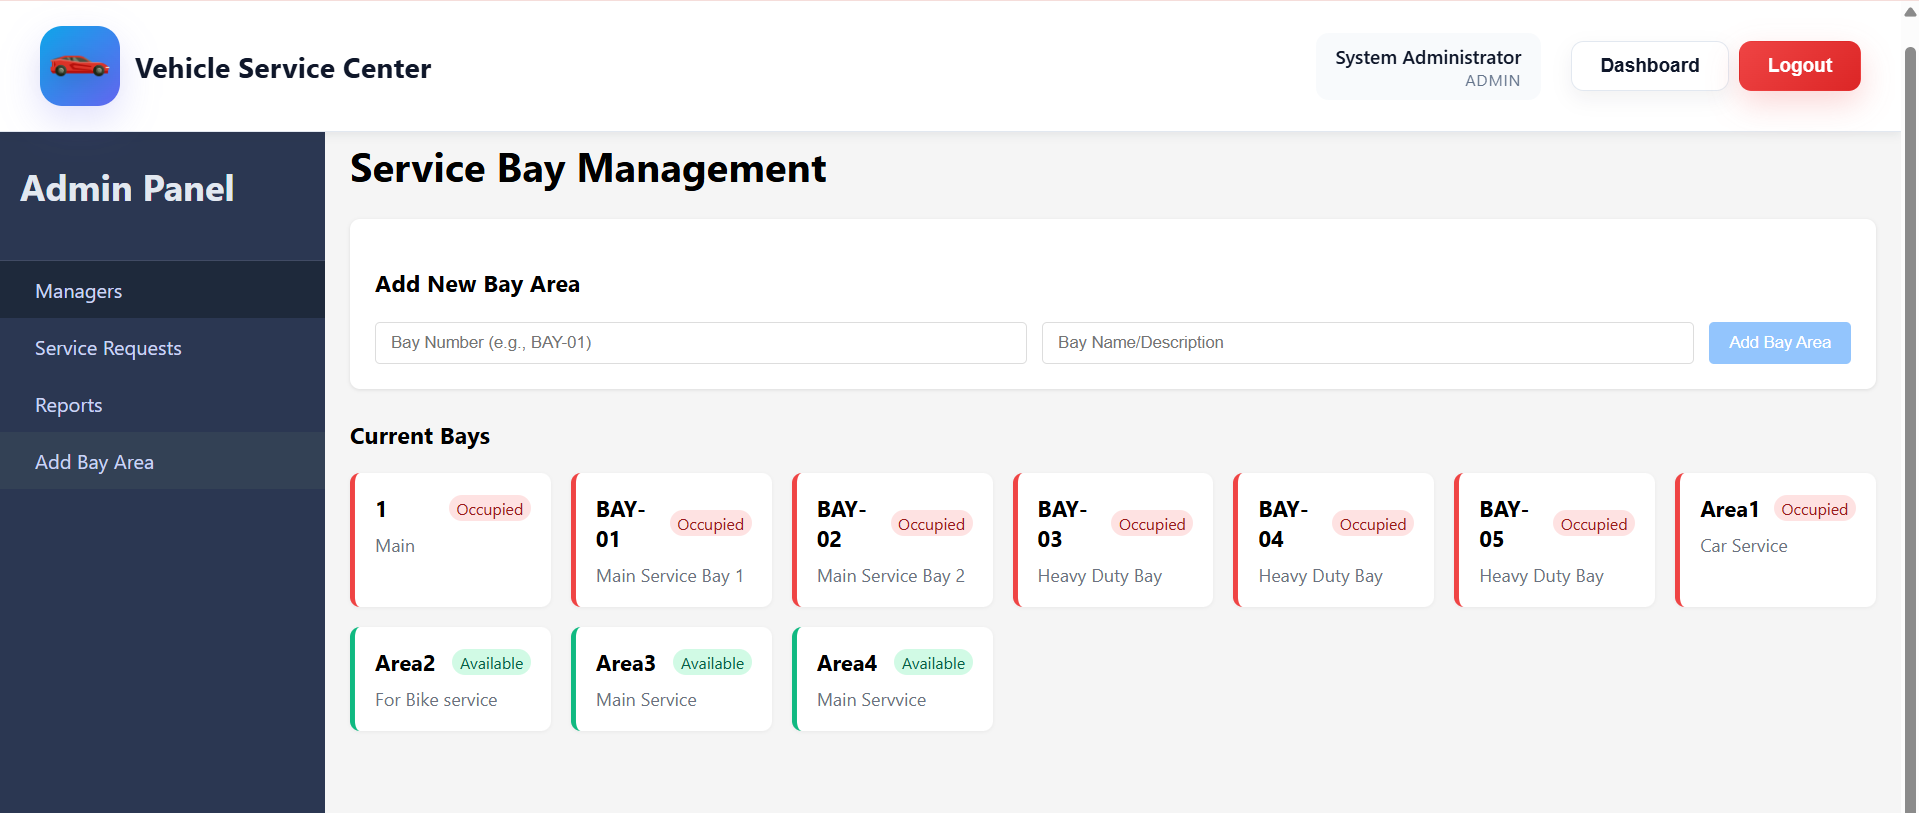 Vehicle Service Center
System Administrator
ADMIN
Dashboard
Logout
Admin Panel
Managers
Service Requests
Reports
Add Bay Area
Service Bay Management
Add New Bay Area
Bay Number (e.g., BAY-01)
Bay Name/Description
Add Bay Area
Current Bays
1
Occupied
Main
BAY-
01
Occupied
Main Service Bay 1
BAY-
02
Occupied
Main Service Bay 2
BAY-
03
Occupied
Heavy Duty Bay
BAY-
04
Occupied
Heavy Duty Bay
BAY-
05
Occupied
Heavy Duty Bay
Area1
Occupied
Car Service
Area2
Available
For Bike service
Area3
Available
Main Service
Area4
Available
Main Servvice